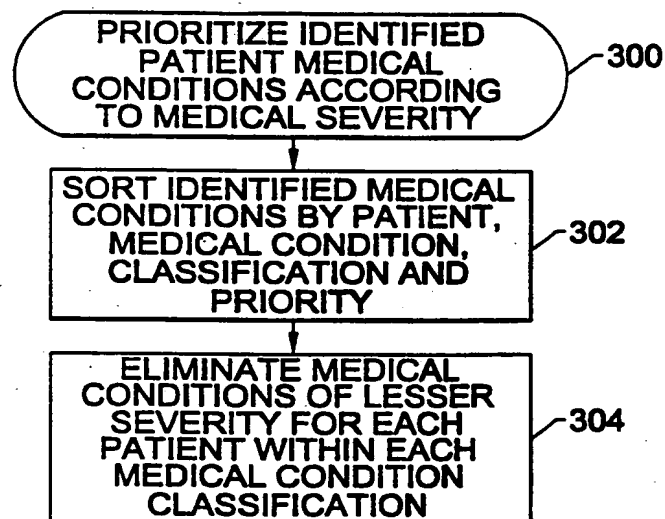 PRIORITIZE IDENTIFIED
PATIENT MEDICAL
CONDITIONS ACCORDING
TO MEDICAL SEVERITY
300
SORT IDENTIFIED MEDICAL
CONDITIONS BY PATIENT,
MEDICAL CONDITION,
CLASSIFICATION AND
PRIORITY
302
ELIMINATE MEDICAL
CONDITIONS OF LESSER
SEVERITY FOR EACH
PATIENT WITHIN EACH
MEDICAL CONDITION
CLASSIFICATION
304